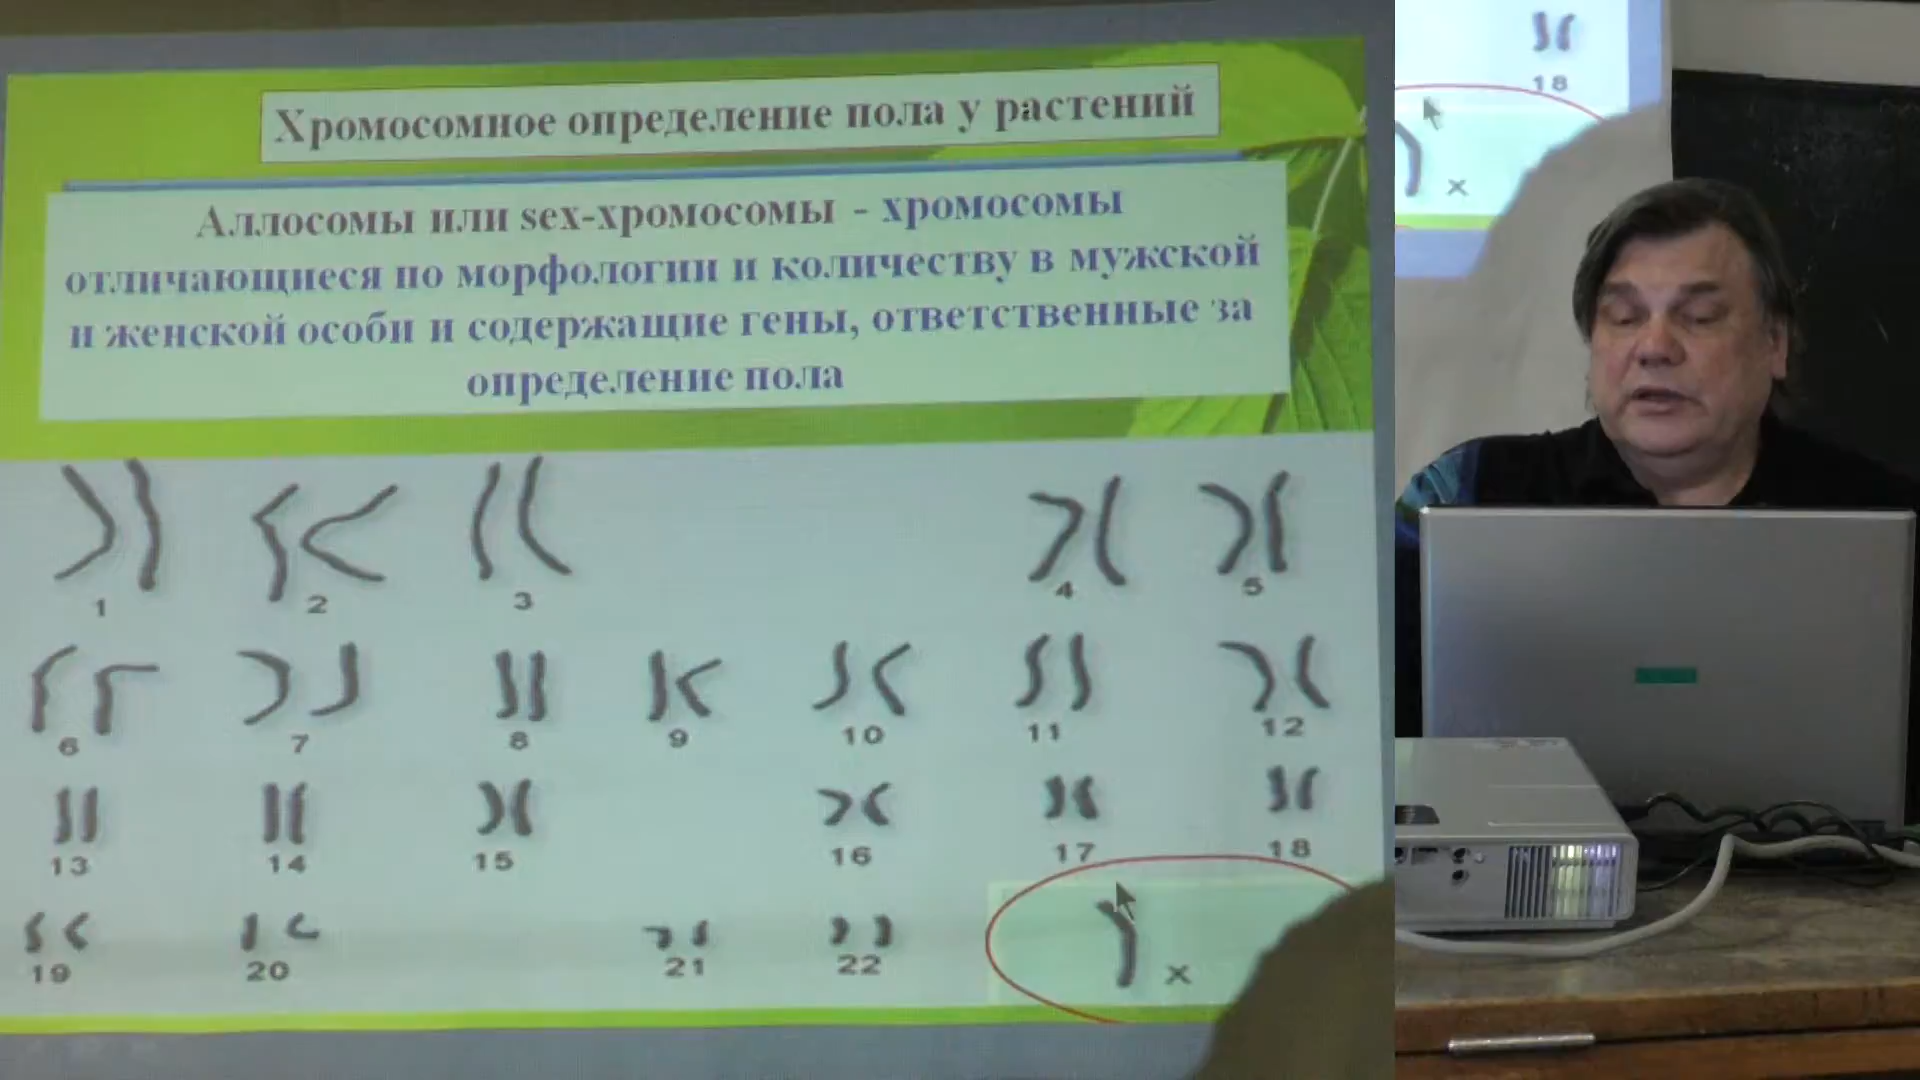 Хромосомное определение пола у растений
Аллосомы или sex-хромосомы - хромосомы
отличающиеся по морфологии и количеству в мужской
и женской особи и содержащие гены, ответственные за
определение пола
1 2 3 4 5
6 7 8 9 10 11 12
13 14 15 16 17 18
19 20 21 22 x
18
x